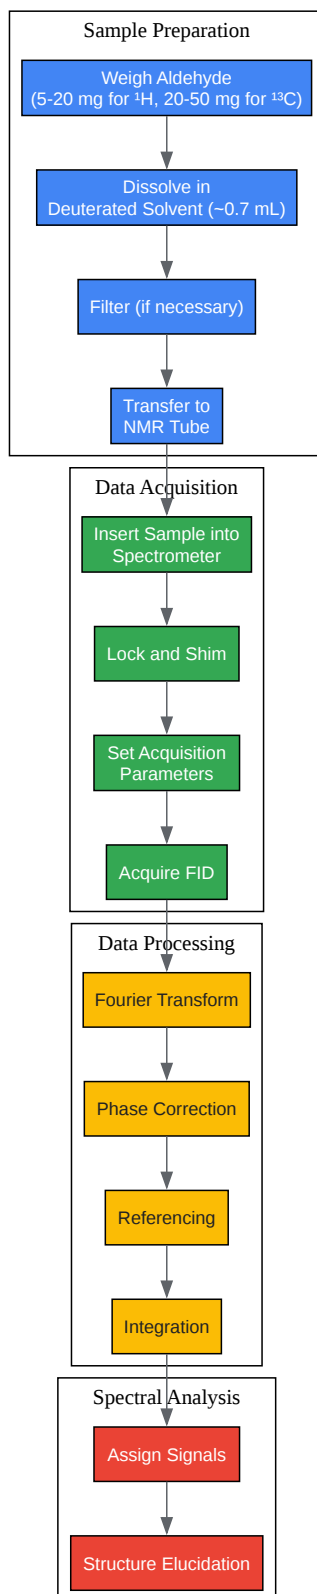 Sample Preparation
Weigh Aldehyde
(5-20 mg for ¹H, 20-50 mg for ¹³C)
Dissolve in
Deuterated Solvent (~0.7 mL)
Filter (if necessary)
Transfer to
NMR Tube
Data Acquisition
Insert Sample into
Spectrometer
Lock and Shim
Set Acquisition
Parameters
Acquire FID
Data Processing
Fourier Transform
Phase Correction
Referencing
Integration
Spectral Analysis
Assign Signals
Structure Elucidation